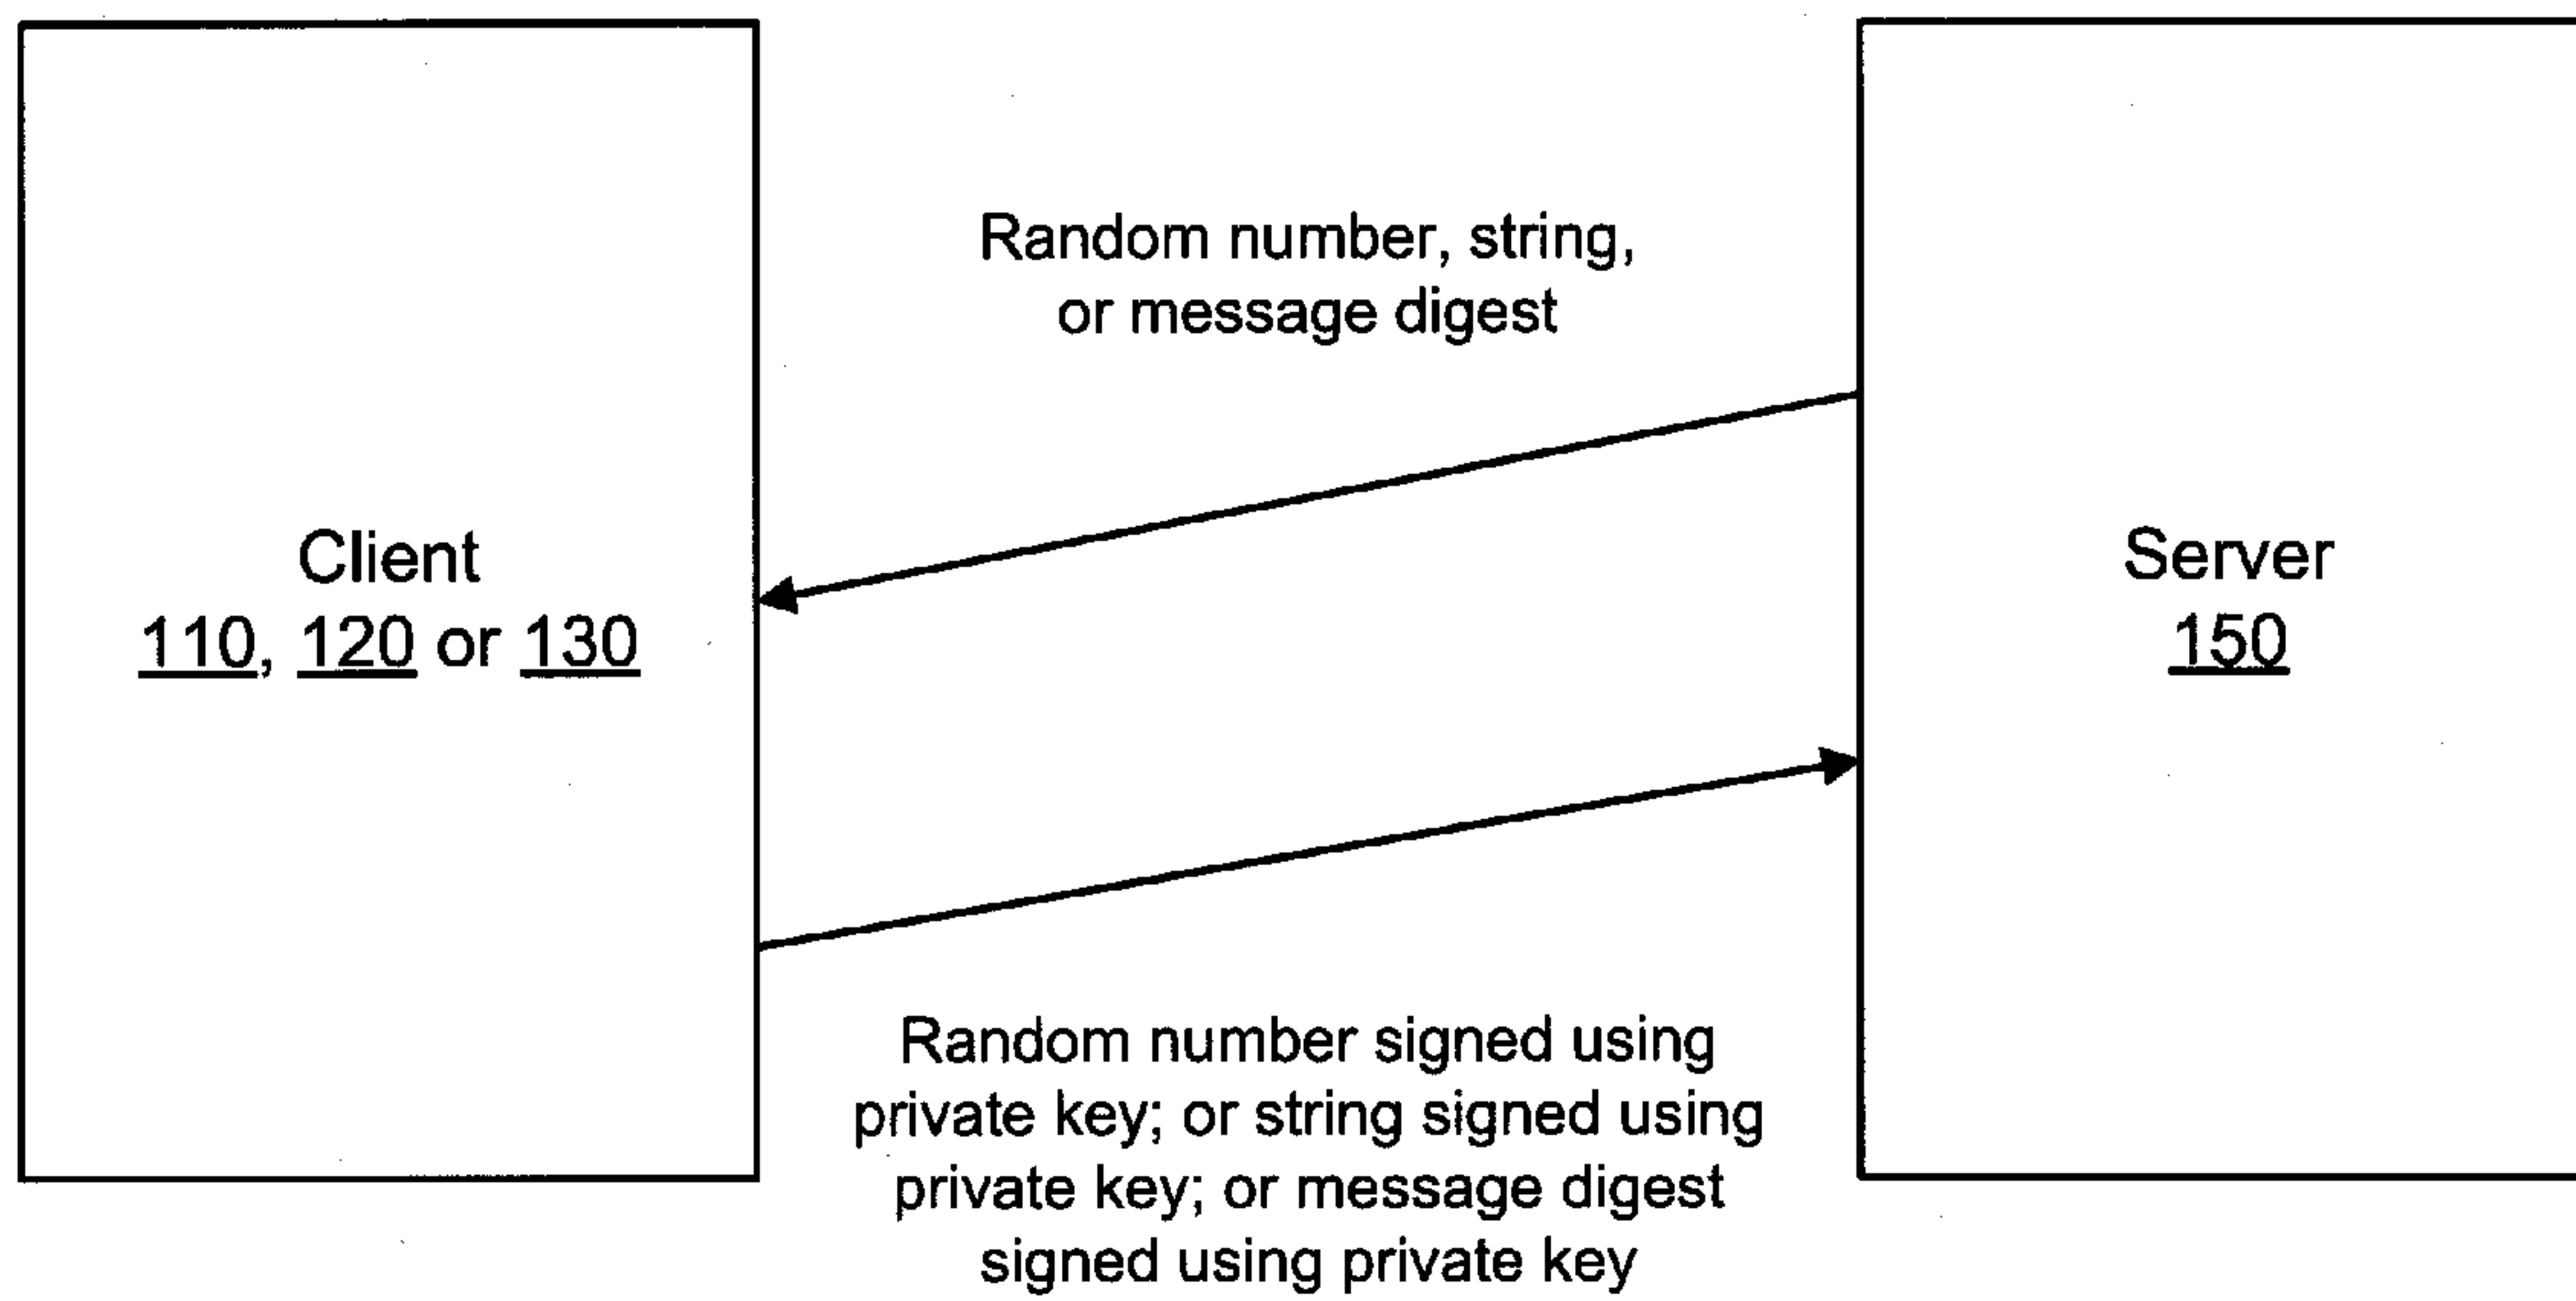 Random number, string,
or message digest
Client
110, 120 or 130
Server
150
Random number signed using
private key; or string signed using
private key; or message digest
signed using private key